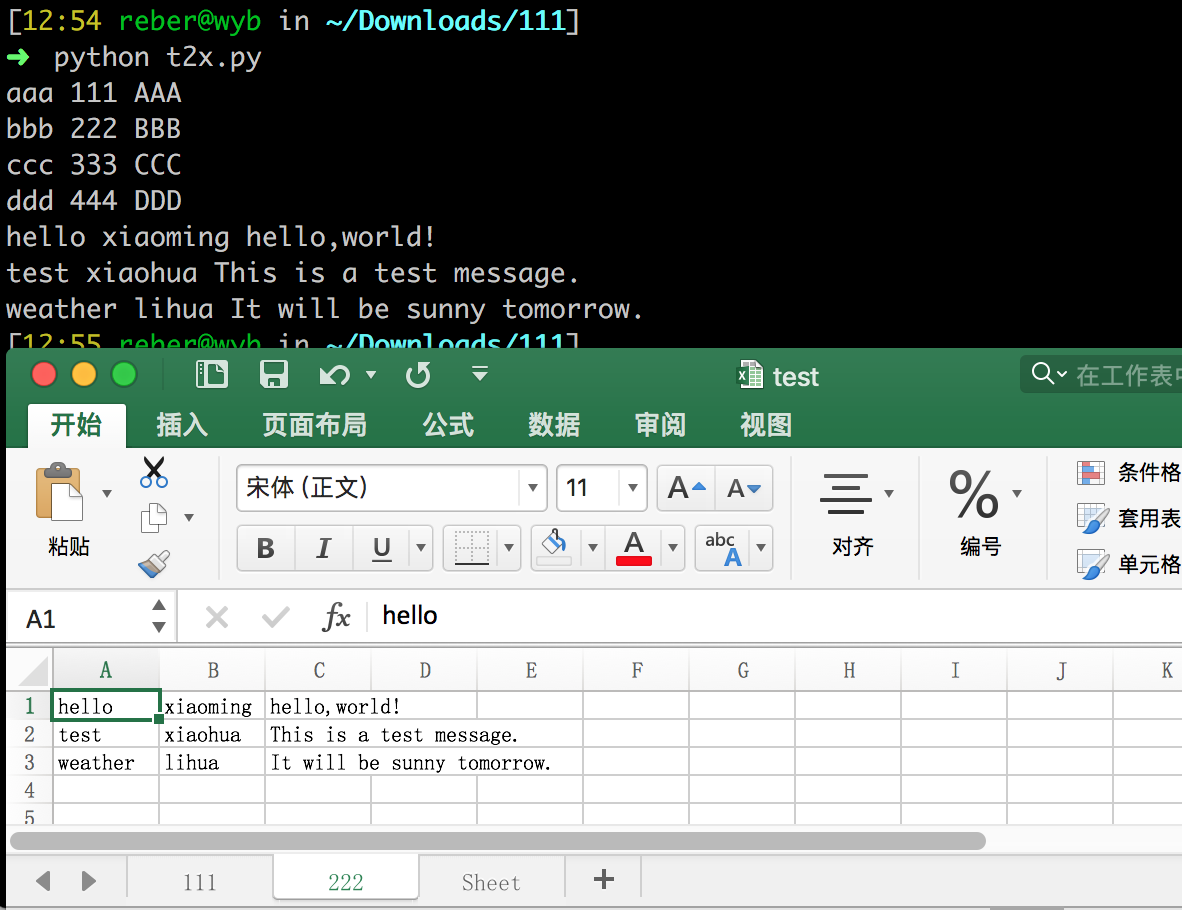 [12:54 reber@wyb in ~/Downloads/111]
➜ python t2x.py
aaa 111 AAA
bbb 222 BBB
ccc 333 CCC
ddd 444 DDD
hello xiaoming hello,world!
test xiaohua This is a test message.
weather lihua It will be sunny tomorrow.
[12:55 reber@wyb in ~/Downloads/111]
test 在工作表中
开始 插入 页面布局 公式 数据 审阅 视图
宋体 (正文) 11 A A 条件格
B I U A abc A 套用表
粘贴 对齐 % 编号 单元格
A1 fx hello
A B C D E F G H I J K
1 hello xiaoming hello,world!
2 test xiaohua This is a test message.
3 weather lihua It will be sunny tomorrow.
4
5
111 222 Sheet +